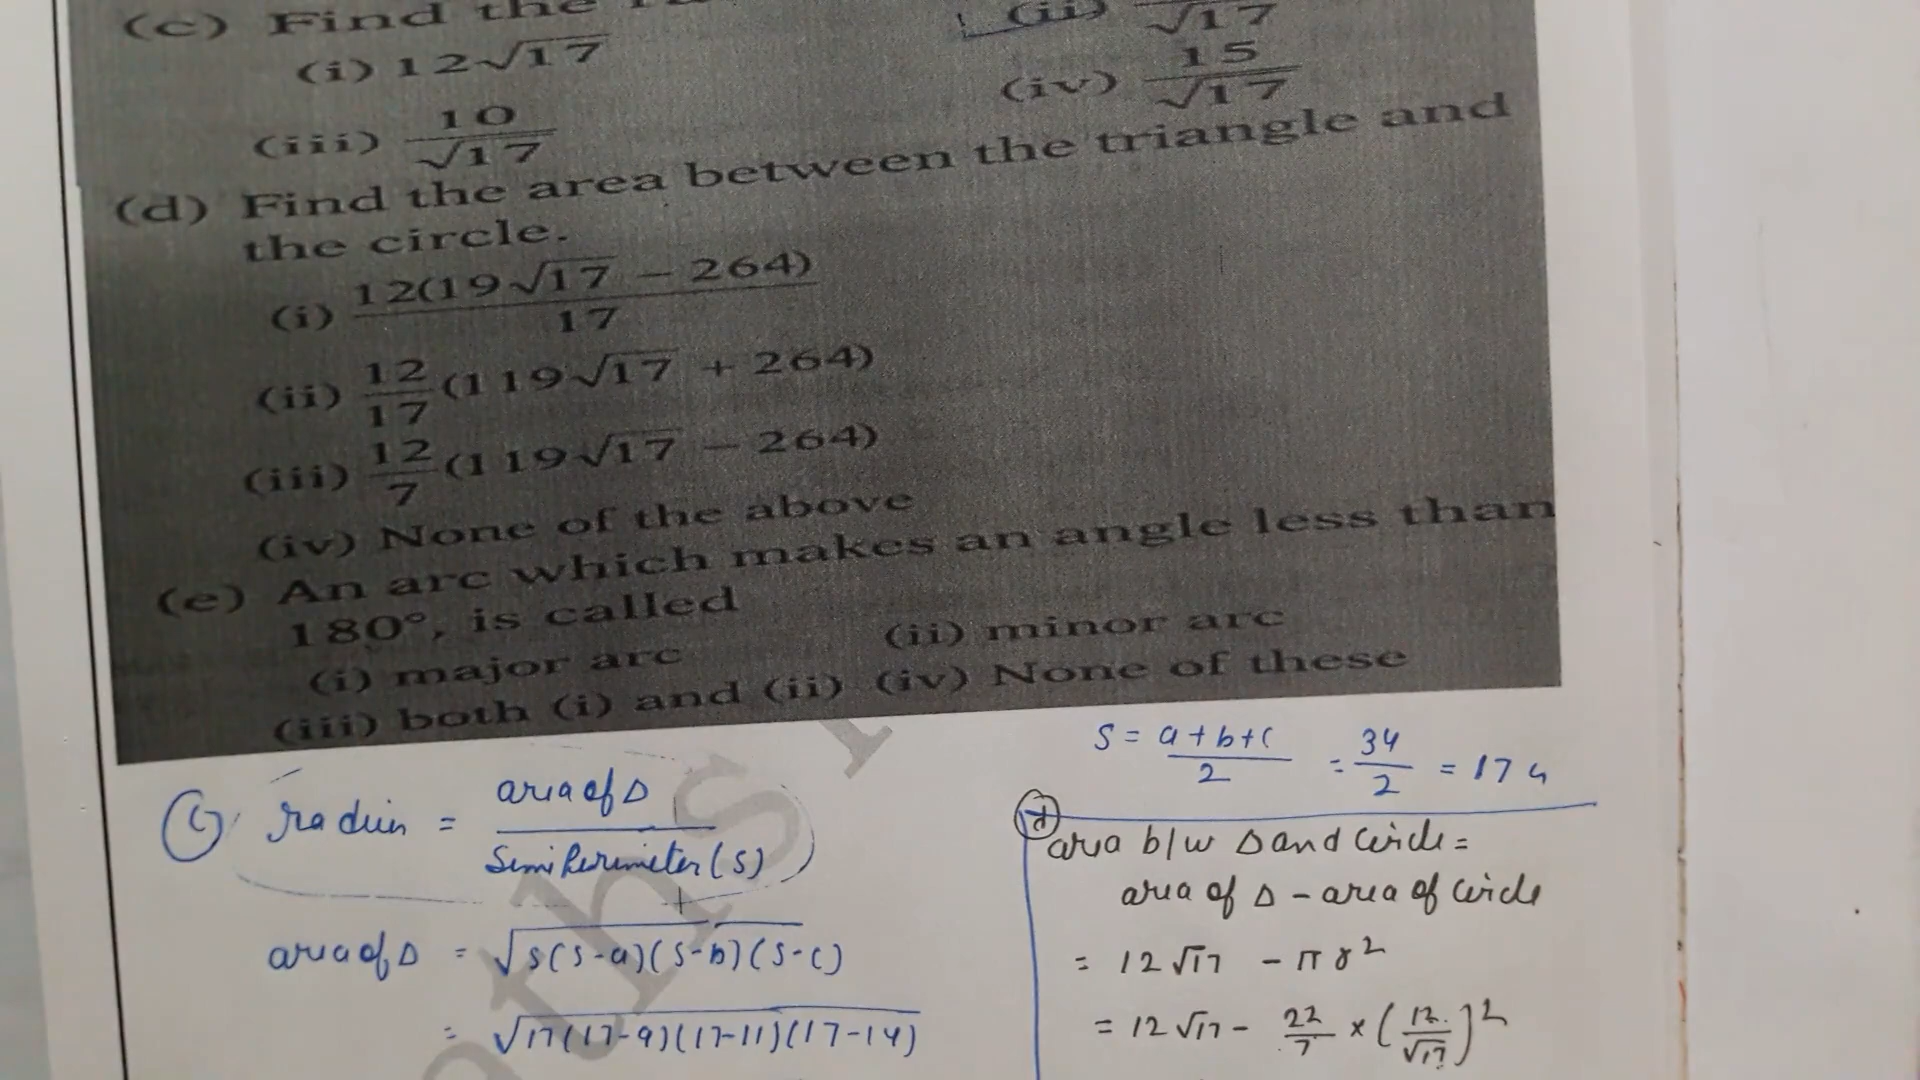 (c) Find the
(i) 12√17
(ii) /√17
(iii) 10/√17
(iv) 15/√17
(d) Find the area between the triangle and
the circle.
(i) 12(19√17 − 264)/17
(ii) 12/17 (119√17 + 264)
(iii) 12/7 (119√17 − 264)
(iv) None of the above
(e) An arc which makes an angle less than
180°, is called
(i) major arc (ii) minor arc
(iii) both (i) and (ii) (iv) None of these
S = a+b+c/2 = 34/2 = 17
(c) radius = area of Δ / Semi Perimeter (S)
area of Δ = √S(S-a)(S-b)(S-c)
= √17(17-9)(17-11)(17-14)
(d) area b/w Δ and circle =
area of Δ − area of circle
= 12√17 − πr²
= 12√17 − 22/7 × (12/√17)²